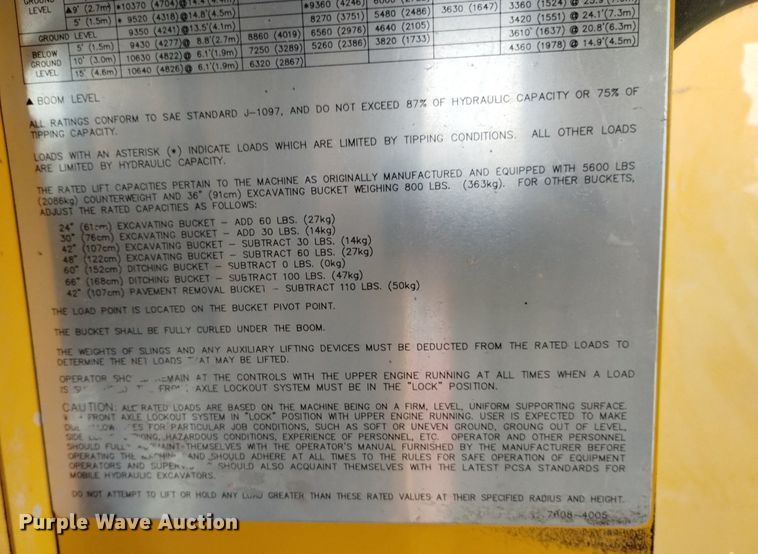 GROUND LEVEL ▲9' (2.7m) *10370 (4704)@ 3360 (1524)
5' (1.5m) * 9520 (4318)@14.8'(4.5m) *9360 (4246) 5480 (2486) 3630 (1647) 3420 (1551) @ 24.1'(7.3m)
GROUND LEVEL 9350 (4241)@13.5'(4.1m) 8270 (3751) 4640 (2105) 3610 (1637) @ 20.8'(6.3m)
BELOW GROUND LEVEL 5' (1.5m) 9430 (4277)@ 8.8'(2.7m) 8860 (4019) 6560 (2976) 3820 (1733) 4360 (1978) @ 14.9'(4.5m)
10' (3.0m) 10630 (4822)@ 6.1'(1.9m) 7250 (3289) 5260 (2386)
15' (4.6m) 10640 (4826)@ 6.1'(1.9m) 6320 (2867)
▲ BOOM LEVEL
ALL RATINGS CONFORM TO SAE STANDARD J-1097, AND DO NOT EXCEED 87% OF HYDRAULIC CAPACITY OR 75% OF
TIPPING CAPACITY.
LOADS WITH AN ASTERISK (*) INDICATE LOADS WHICH ARE LIMITED BY TIPPING CONDITIONS. ALL OTHER LOADS
ARE LIMITED BY HYDRAULIC CAPACITY.
THE RATED LIFT CAPACITIES PERTAIN TO THE MACHINE AS ORIGINALLY MANUFACTURED AND EQUIPPED WITH 5600 LBS
(2086kg) COUNTERWEIGHT AND 36" (91cm) EXCAVATING BUCKET WEIGHING 800 LBS. (363kg). FOR OTHER BUCKETS,
ADJUST THE RATED CAPACITIES AS FOLLOWS:
24" (61cm) EXCAVATING BUCKET - ADD 60 LBS. (27kg)
30" (76cm) EXCAVATING BUCKET - ADD 30 LBS. (14kg)
42" (107cm) EXCAVATING BUCKET - SUBTRACT 30 LBS. (14kg)
48" (122cm) EXCAVATING BUCKET - SUBTRACT 60 LBS. (27kg)
60" (152cm) DITCHING BUCKET - SUBTRACT 0 LBS. (0kg)
66" (168cm) DITCHING BUCKET - SUBTRACT 100 LBS. (47kg)
42" (107cm) PAVEMENT REMOVAL BUCKET - SUBTRACT 110 LBS. (50kg)
THE LOAD POINT IS LOCATED ON THE BUCKET PIVOT POINT.
THE BUCKET SHALL BE FULLY CURLED UNDER THE BOOM.
THE WEIGHTS OF SLINGS AND ANY AUXILIARY LIFTING DEVICES MUST BE DEDUCTED FROM THE RATED LOADS TO
DETERMINE THE NET LOADS THAT MAY BE LIFTED.
OPERATOR REMAIN AT THE CONTROLS WITH THE UPPER ENGINE RUNNING AT ALL TIMES WHEN A LOAD
IS FRONT AXLE LOCKOUT SYSTEM MUST BE IN THE "LOCK" POSITION.
CAUTION: ALL RATED LOADS ARE BASED ON THE MACHINE BEING ON A FIRM, LEVEL, UNIFORM SUPPORTING SURFACE.
FRONT AXLE LOCKOUT SYSTEM IN "LOCK" POSITION WITH UPPER ENGINE RUNNING. USER IS EXPECTED TO MAKE
FOR PARTICULAR JOB CONDITIONS, SUCH AS SOFT OR UNEVEN GROUND, GROUNG OUT OF LEVEL,
SIDE HAZARDOUS CONDITIONS, EXPERIENCE OF PERSONNEL, ETC. OPERATOR AND OTHER PERSONNEL
SHOULD FULLY ACQUAINT THEMSELVES WITH THE OPERATOR'S MANUAL FURNISHED BY THE MANUFACTURER BEFORE
OPERATING THE MACHINE AND SHOULD ADHERE AT ALL TIMES TO THE RULES FOR SAFE OPERATION OF EQUIPMENT
OPERATORS AND SHOULD ALSO ACQUAINT THEMSELVES WITH THE LATEST PCSA STANDARDS FOR
MOBILE HYDRAULIC EXCAVATORS.
DO NOT ATTEMPT TO LIFT OR HOLD ANY LOAD GREATER THAN THESE RATED VALUES AT THEIR SPECIFIED RADIUS AND HEIGHT.
7608-4005
Purple Wave Auction